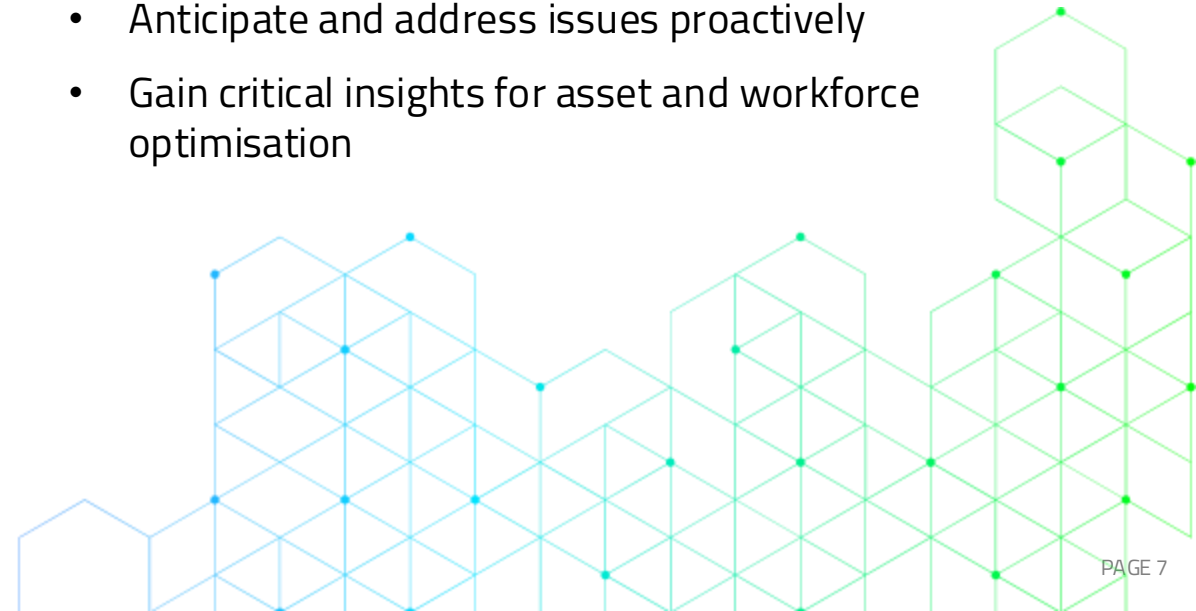 • Anticipate and address issues proactively
• Gain critical insights for asset and workforce
optimisation
PAGE 7